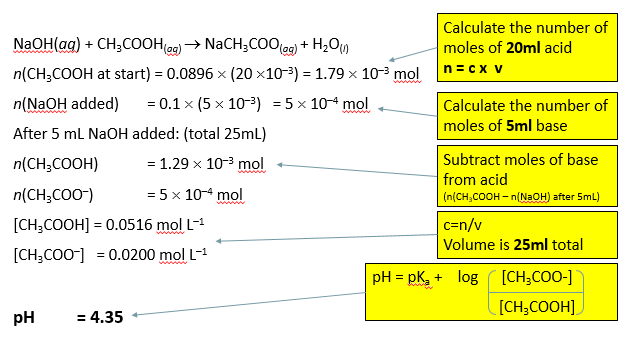 NaOH(aq) + CH₃COOH(aq) → NaCH₃COO(aq) + H₂O(l)
n(CH₃COOH at start) = 0.0896 × (20 ×10⁻³) = 1.79 × 10⁻³ mol
n(NaOH added) = 0.1 × (5 × 10⁻³) = 5 × 10⁻⁴ mol
After 5 mL NaOH added: (total 25mL)
n(CH₃COOH) = 1.29 × 10⁻³ mol
n(CH₃COO⁻) = 5 × 10⁻⁴ mol
[CH₃COOH] = 0.0516 mol L⁻¹
[CH₃COO⁻] = 0.0200 mol L⁻¹
pH = 4.35
Calculate the number of
moles of 20ml acid
n = c x v
Calculate the number of
moles of 5ml base
Subtract moles of base
from acid
(n(CH₃COOH – n(NaOH) after 5mL)
c=n/v
Volume is 25ml total
pH = pKₐ + log [CH₃COO-]
[CH₃COOH]